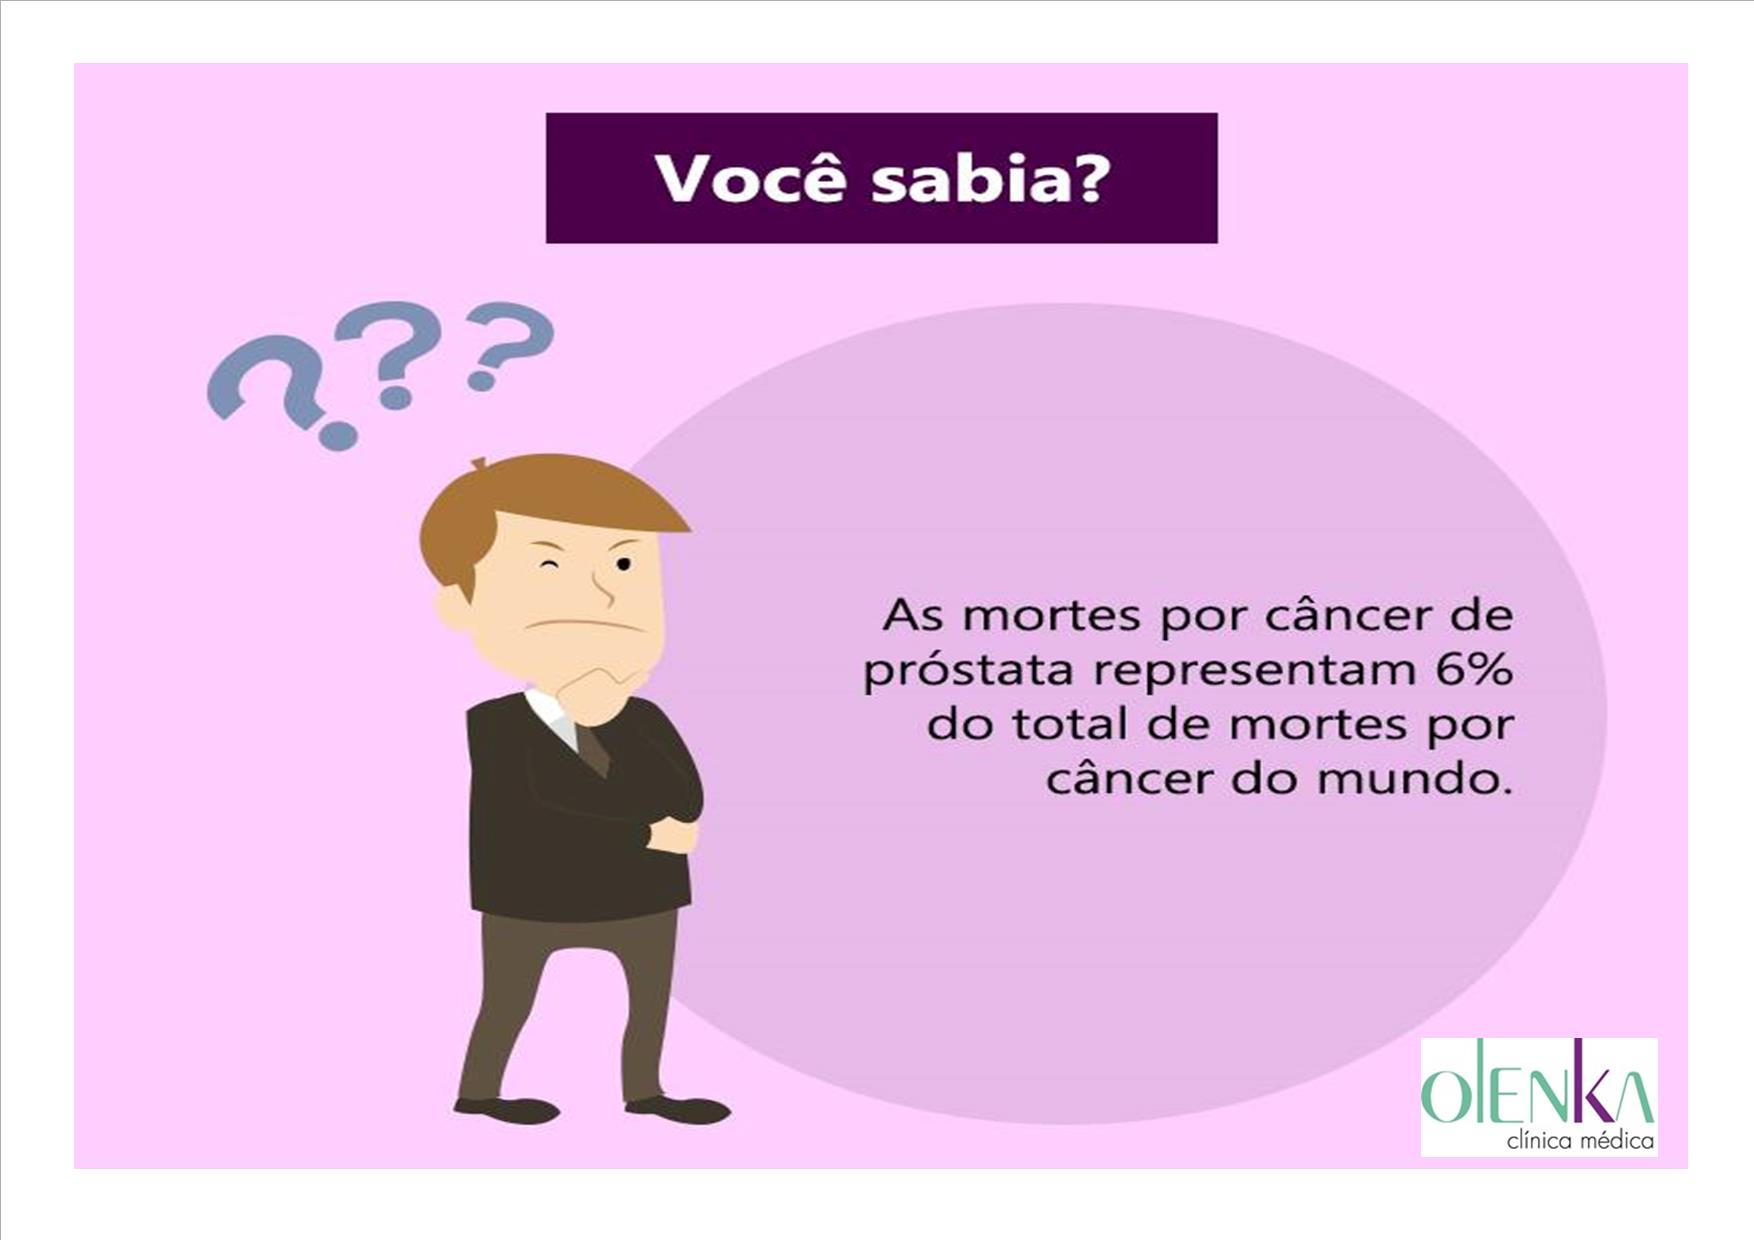 Você sabia?
???
As mortes por câncer de
próstata representam 6%
do total de mortes por
câncer do mundo.
OLENKA
clínica médica